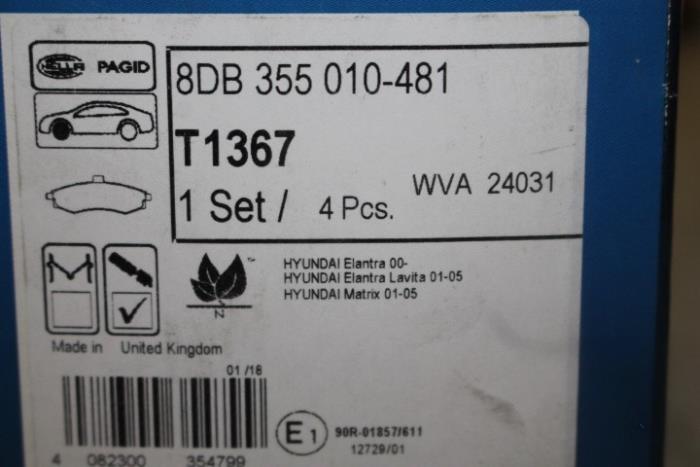 HELLA PAGID
8DB 355 010-481
T1367
1 Set / 4 Pcs. WVA 24031
HYUNDAI Elantra 00-
HYUNDAI Elantra Lavita 01-05
HYUNDAI Matrix 01-05
™
N
Made in United Kingdom
01/18
E1 90R-01857/611
12729/01
4 082300 354799